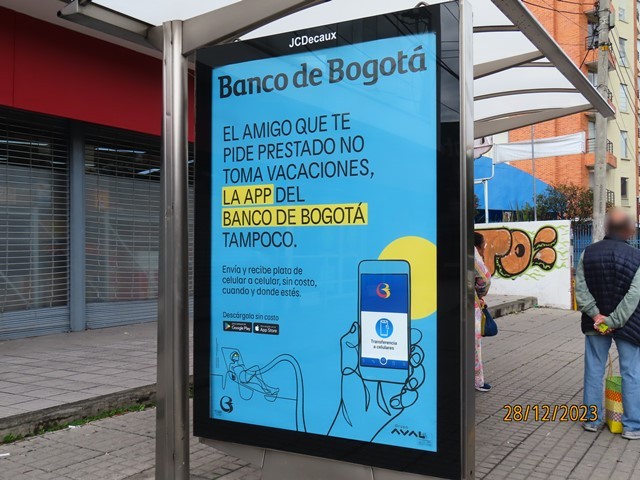 JCDecaux
Banco de Bogotá
EL AMIGO QUE TE
PIDE PRESTADO NO
TOMA VACACIONES,
LA APP DEL
BANCO DE BOGOTÁ
TAMPOCO.
Envía y recibe plata de
celular a celular, sin costo,
cuando y donde estés.
Descárgala sin costo
Google Play
App Store
Transferencia
a celulares
AVAL
28/12/2023